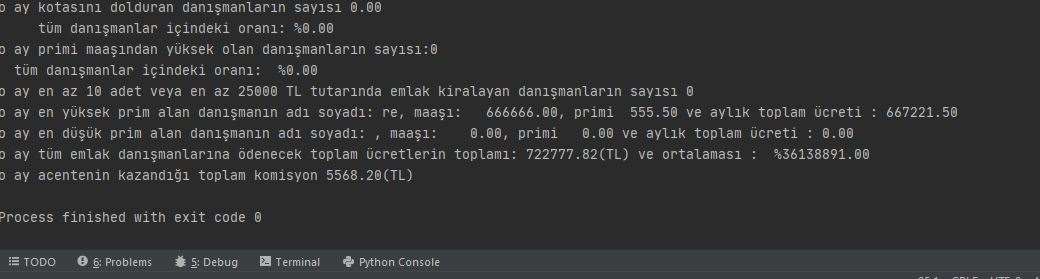 o ay kotasını dolduran danışmanların sayısı 0.00
tüm danışmanlar içindeki oranı: %0.00
o ay primi maaşından yüksek olan danışmanların sayısı:0
tüm danışmanlar içindeki oranı:  %0.00
o ay en az 10 adet veya en az 25000 TL tutarında emlak kiralayan danışmanların sayısı 0
o ay en yüksek prim alan danışmanın adı soyadı: re, maaşı:   666666.00, primi  555.50 ve aylık toplam ücreti : 667221.50
o ay en düşük prim alan danışmanın adı soyadı: , maaşı:    0.00, primi   0.00 ve aylık toplam ücreti : 0.00
o ay tüm emlak danışmanlarına ödenecek toplam ücretlerin toplamı: 722777.82(TL) ve ortalaması :  %36138891.00
o ay acentenin kazandığı toplam komisyon 5568.20(TL)
Process finished with exit code 0
TODO 6: Problems 5: Debug Terminal Python Console